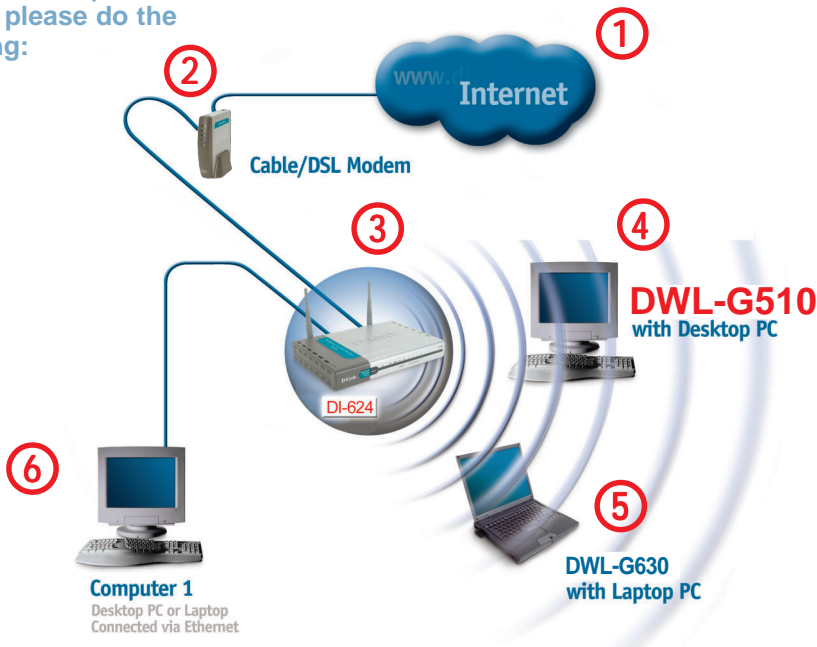 please do the
ng:
1
2
www.d
Internet
Cable/DSL Modem
3
4
DWL-G510
with Desktop PC
D-Link
DI-624
6
5
DWL-G630
with Laptop PC
Computer 1
Desktop PC or Laptop
Connected via Ethernet